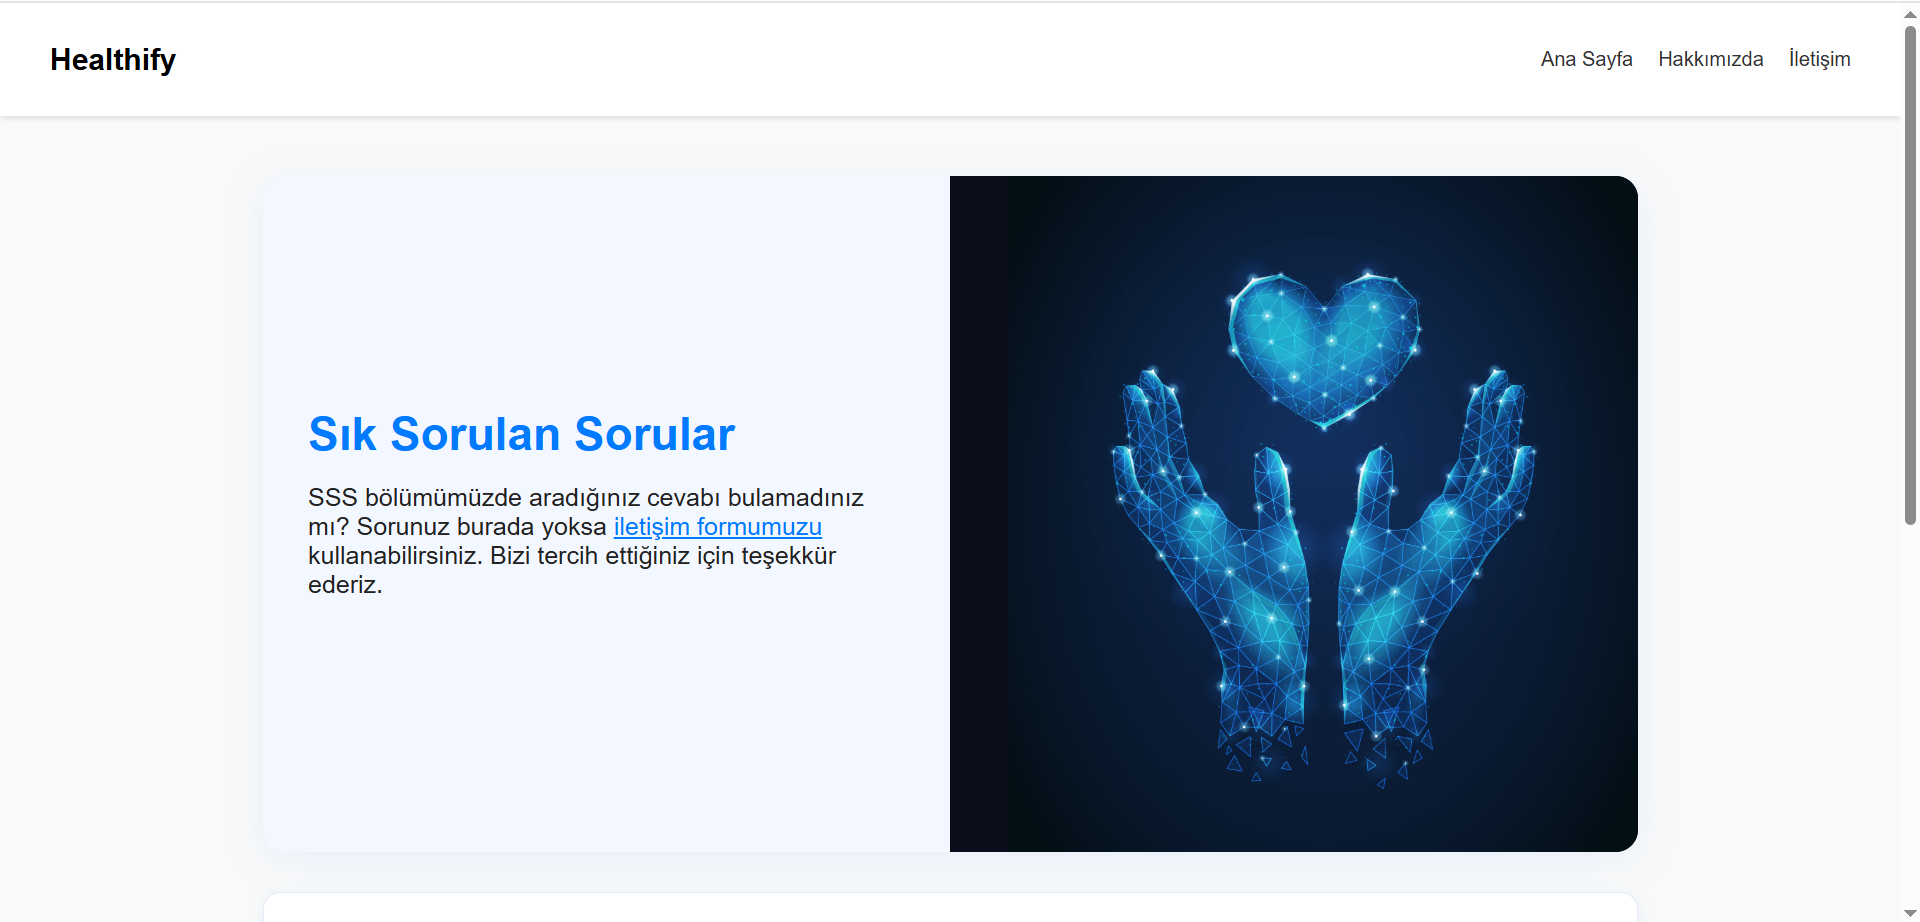 Healthify
Ana Sayfa Hakkımızda İletişim
Sık Sorulan Sorular
SSS bölümümüzde aradığınız cevabı bulamadınız
mı? Sorunuz burada yoksa iletişim formumuzu
kullanabilirsiniz. Bizi tercih ettiğiniz için teşekkür
ederiz.